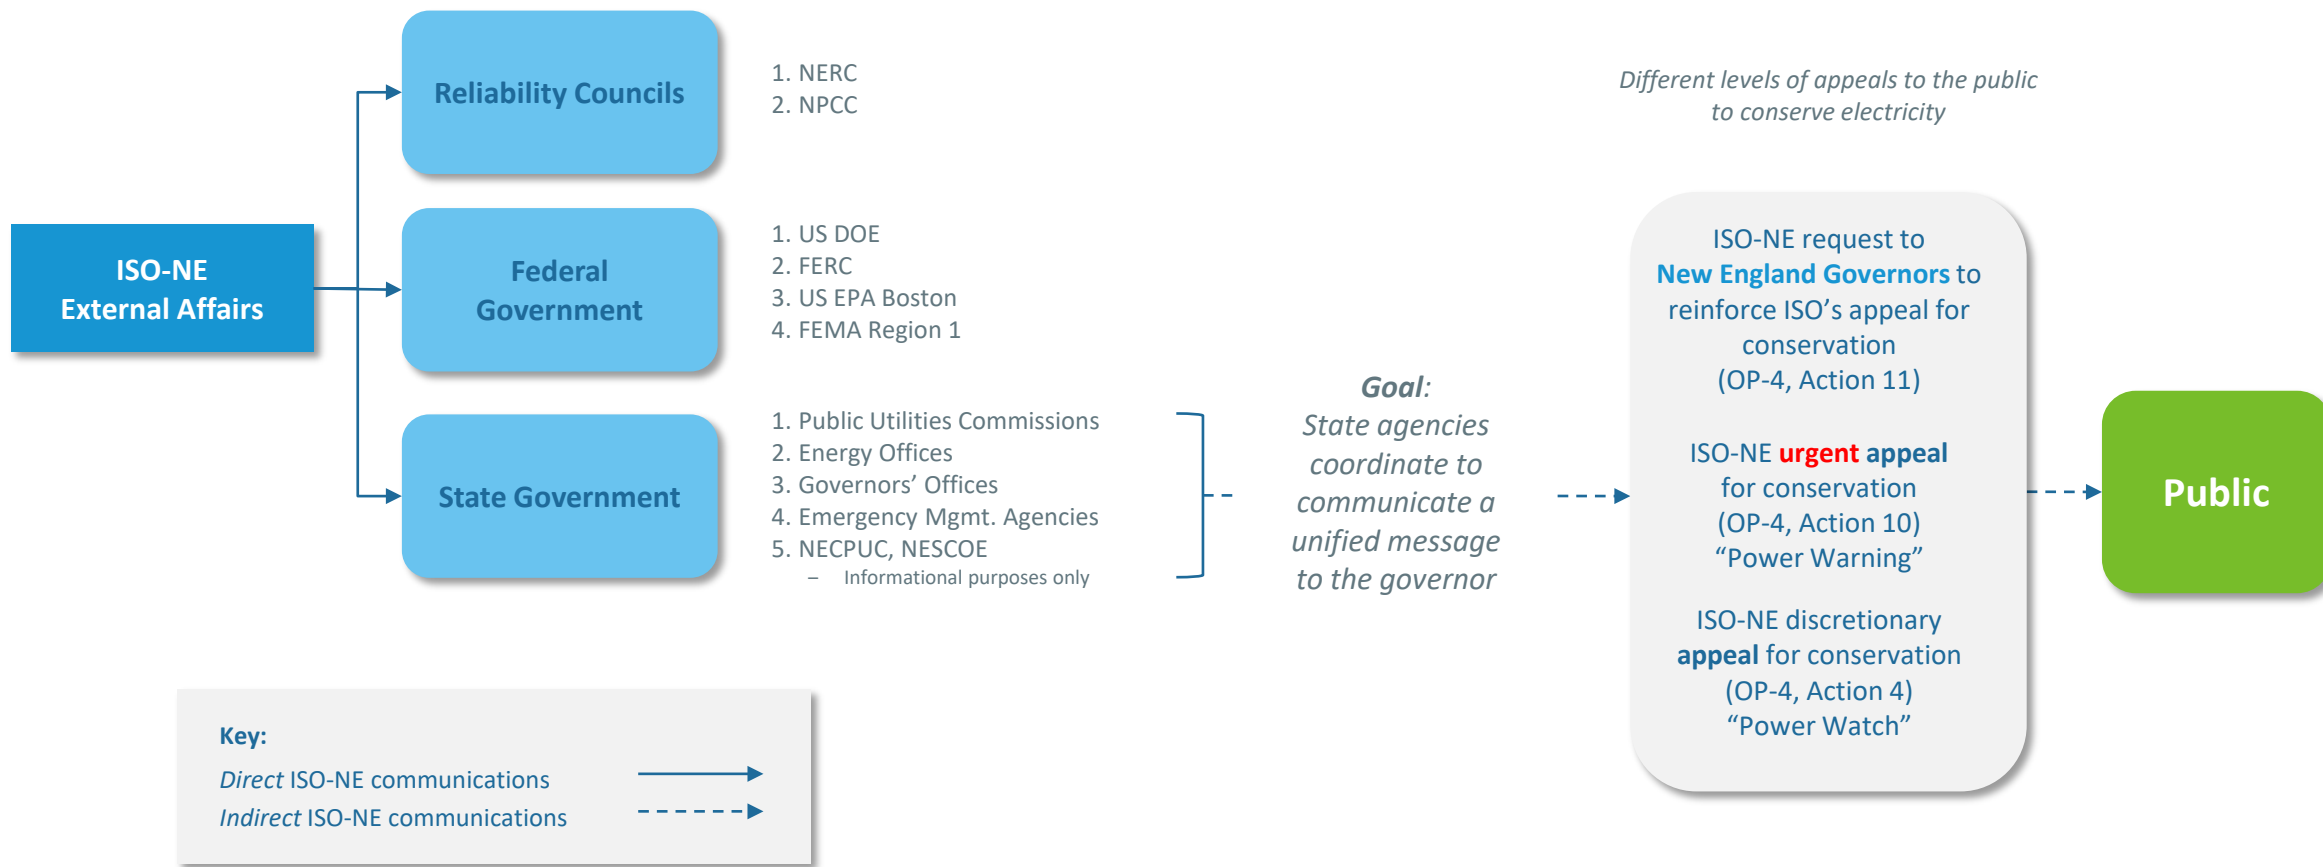 ISO-NE
External Affairs
Reliability Councils
1. NERC
2. NPCC
Federal
Government
1. US DOE
2. FERC
3. US EPA Boston
4. FEMA Region 1
State Government
1. Public Utilities Commissions
2. Energy Offices
3. Governors’ Offices
4. Emergency Mgmt. Agencies
5. NECPUC, NESCOE
– Informational purposes only
Goal:
State agencies
coordinate to
communicate a
unified message
to the governor
Different levels of appeals to the public
to conserve electricity
ISO-NE request to
New England Governors to
reinforce ISO’s appeal for
conservation
(OP-4, Action 11)
ISO-NE urgent appeal
for conservation
(OP-4, Action 10)
“Power Warning”
ISO-NE discretionary
appeal for conservation
(OP-4, Action 4)
“Power Watch”
Public
Key:
Direct ISO-NE communications
Indirect ISO-NE communications